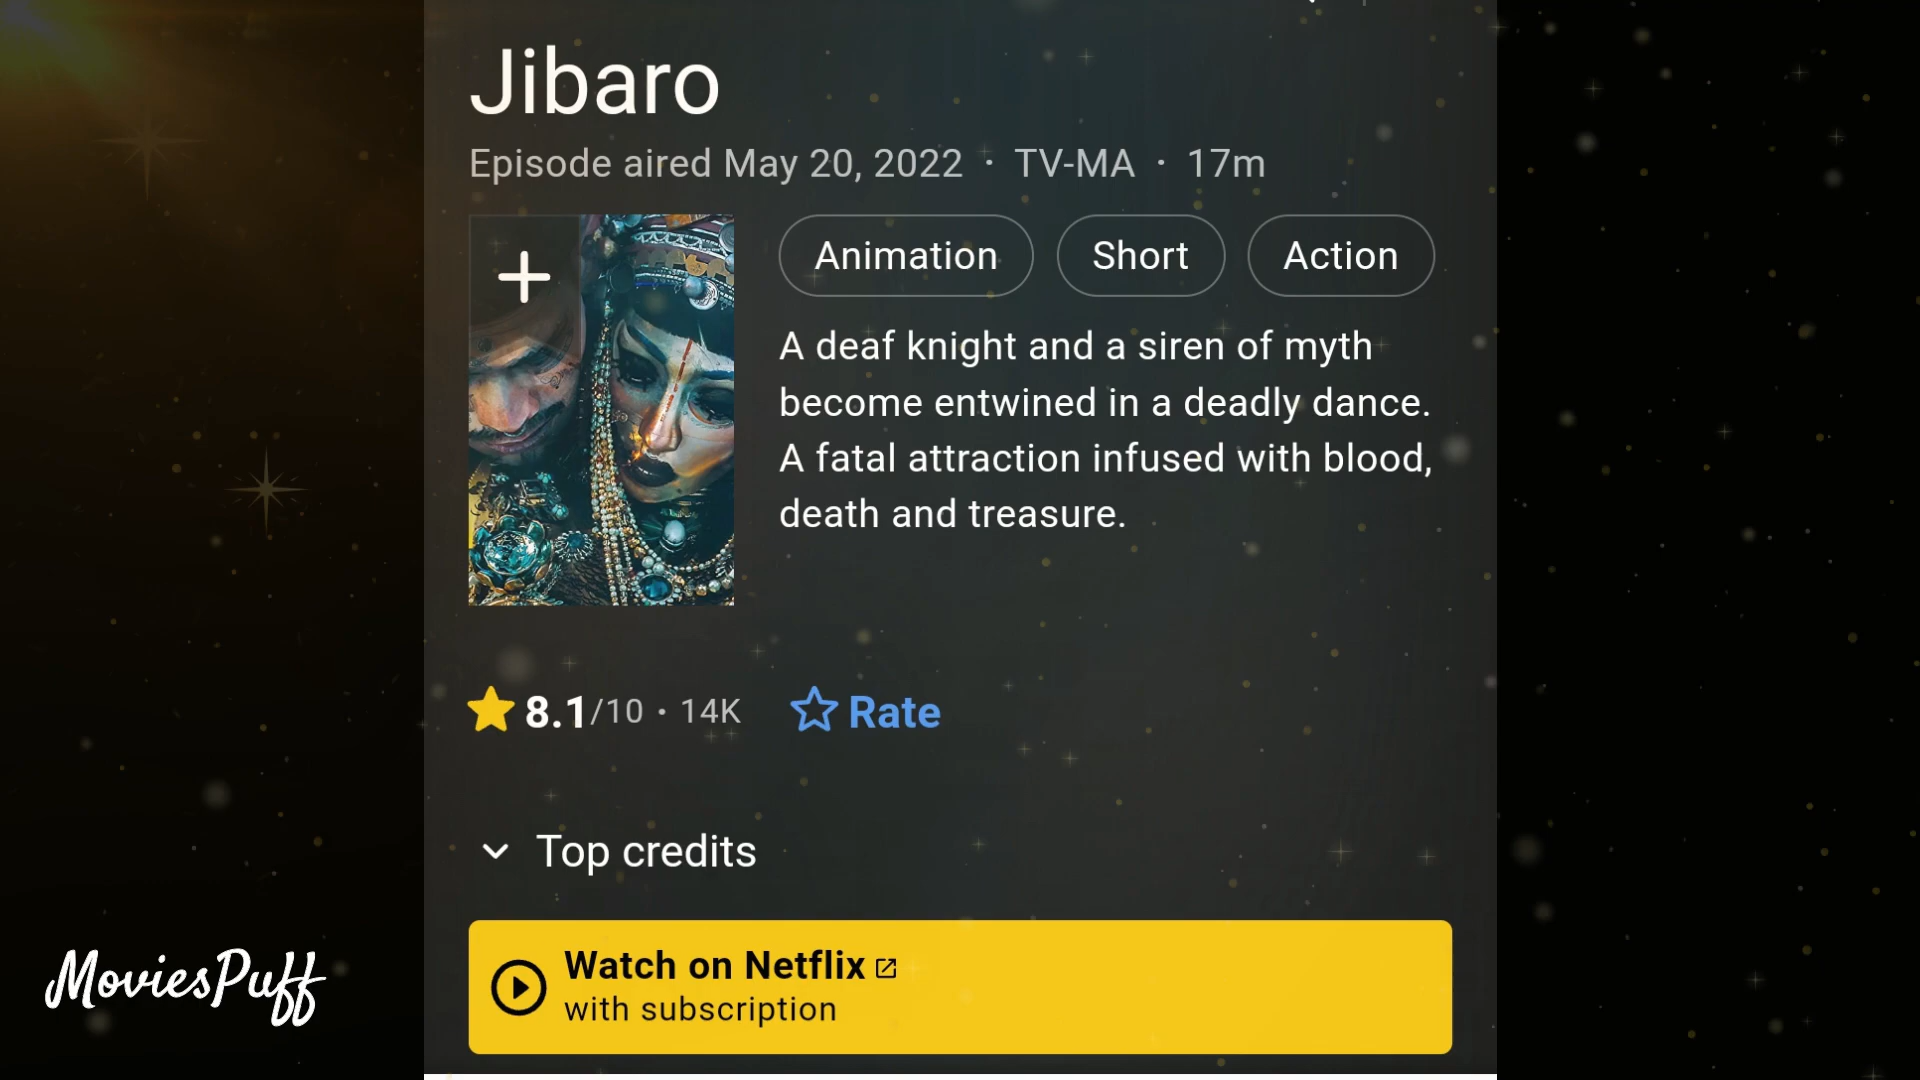 Jibaro
Episode aired May 20, 2022 · TV-MA · 17m
Animation Short Action
A deaf knight and a siren of myth
become entwined in a deadly dance.
A fatal attraction infused with blood,
death and treasure.
8.1/10 · 14K Rate
Top credits
Watch on Netflix
with subscription
MoviesPuff